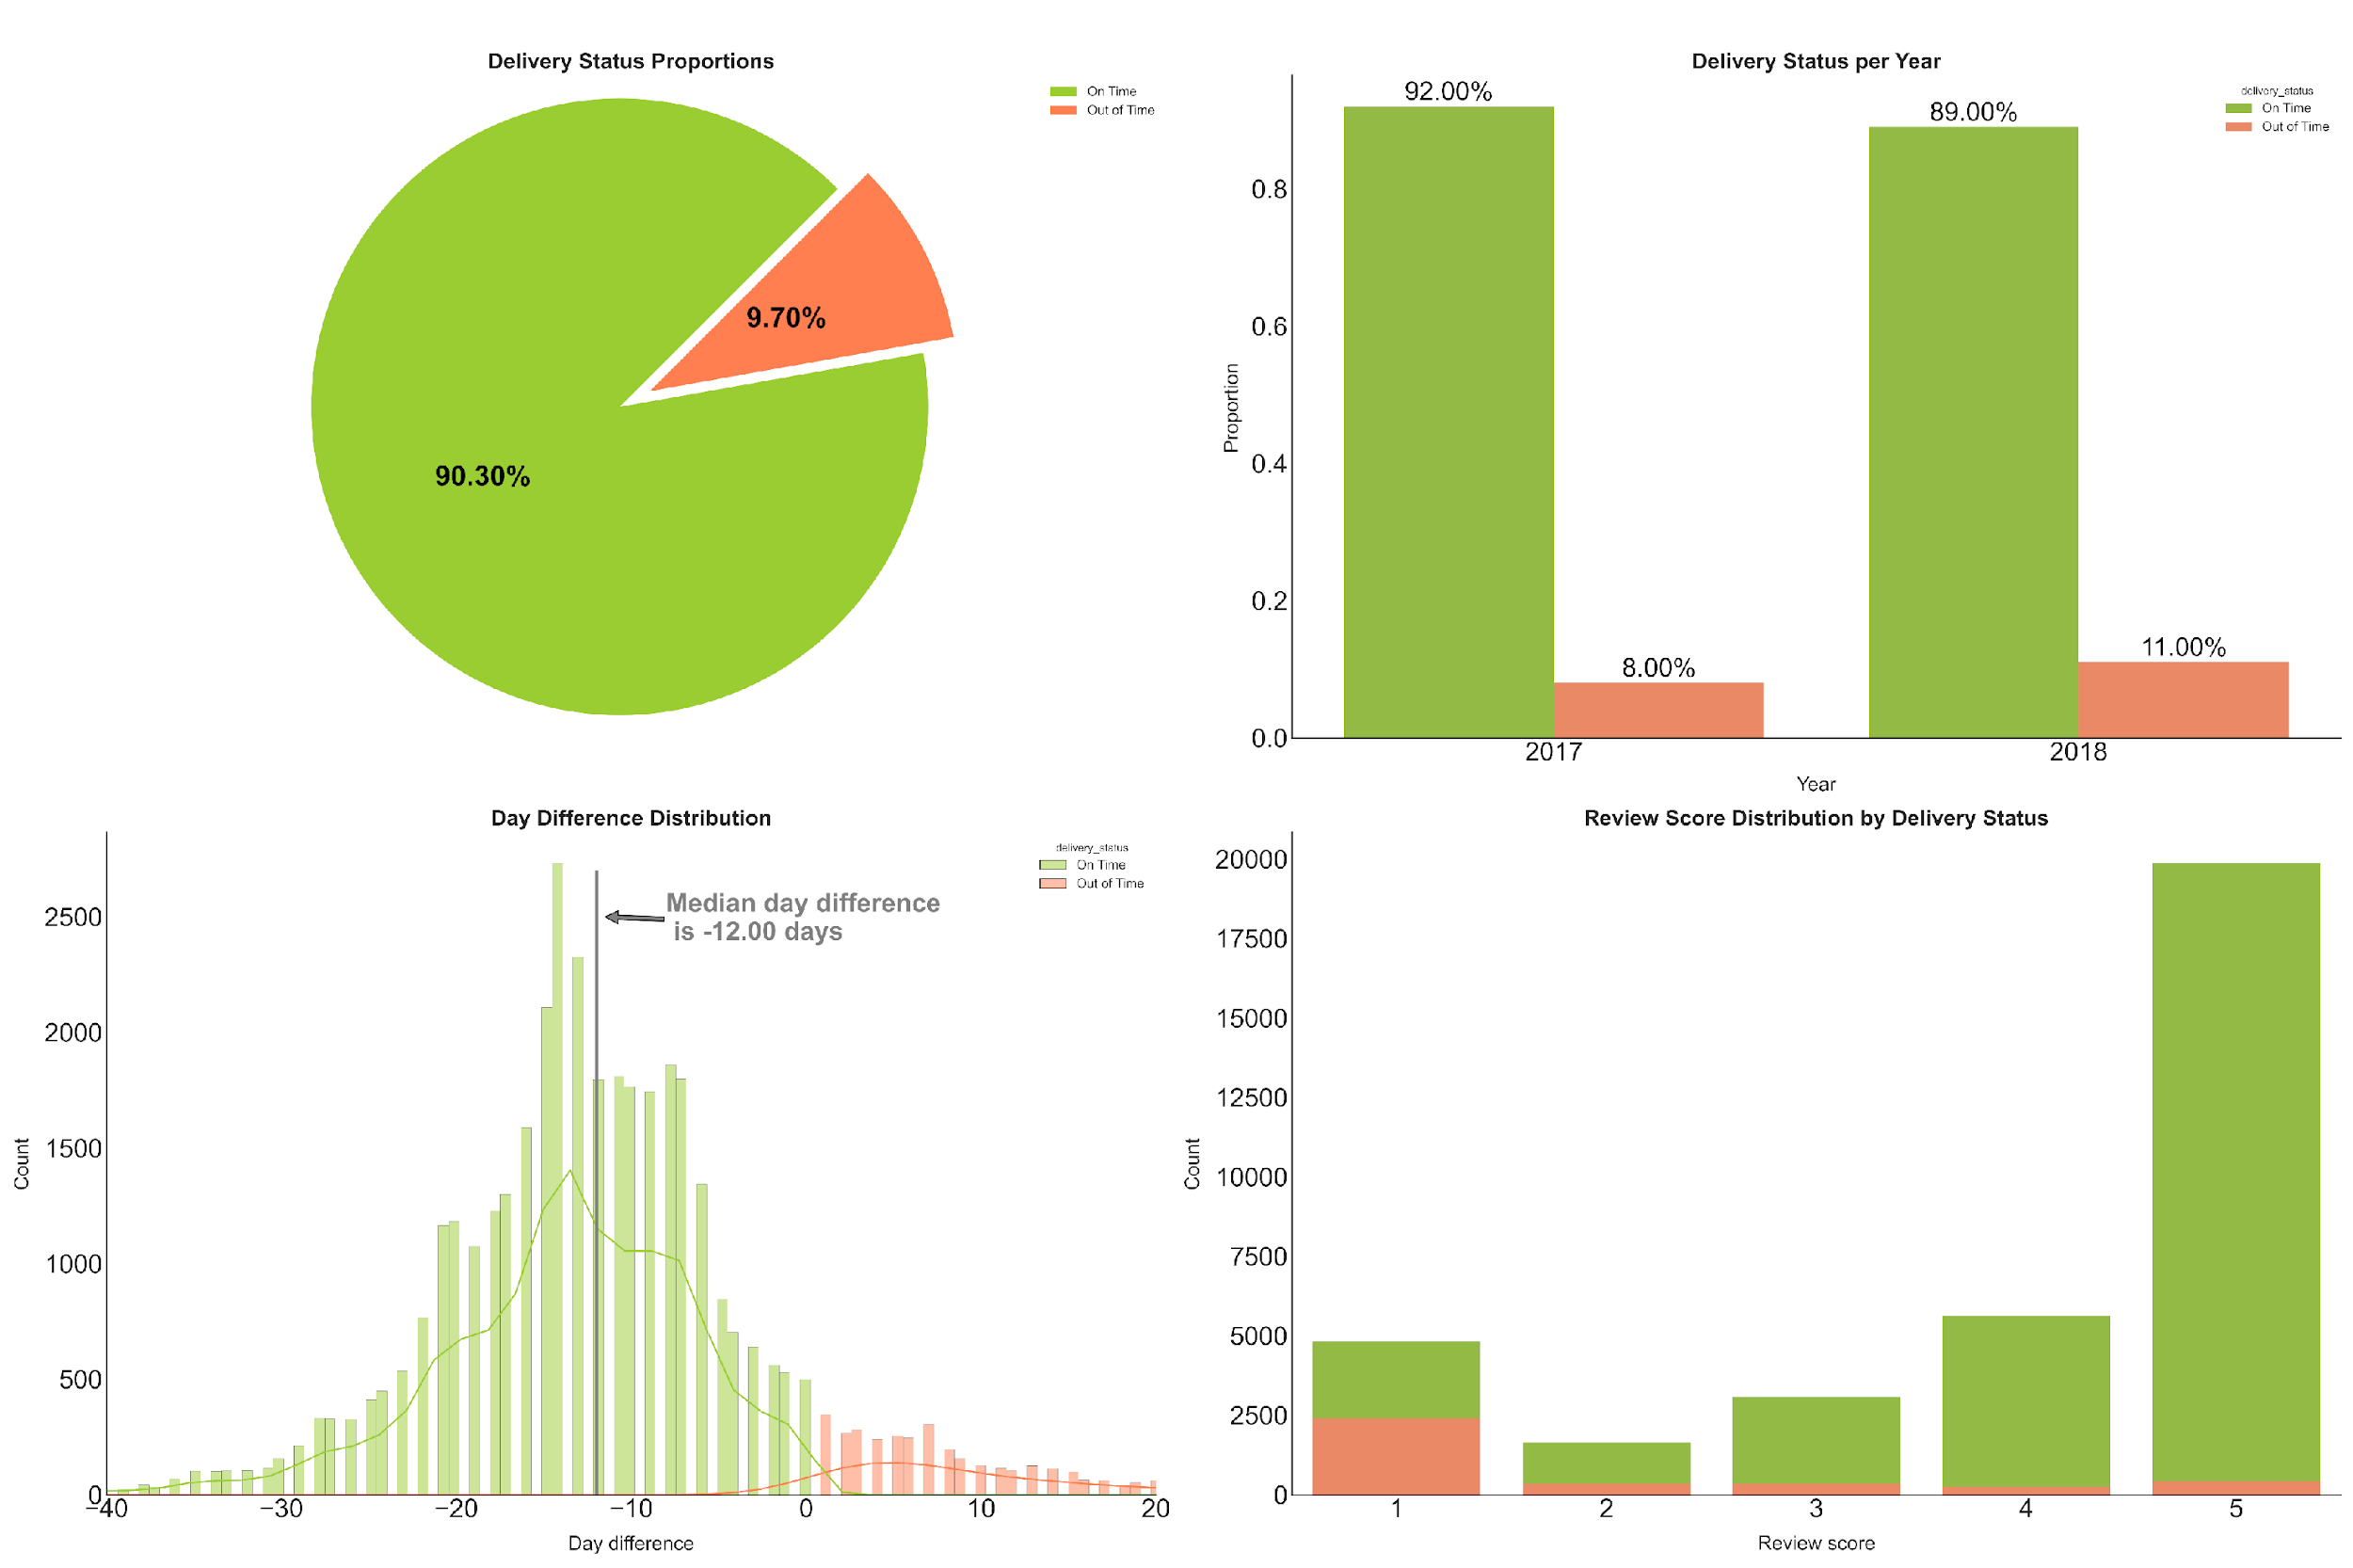 Delivery Status Proportions
On Time
Out of Time
9.70%
90.30%
Delivery Status per Year
delivery_status
On Time
Out of Time
92.00%
89.00%
8.00%
11.00%
0.8
0.6
0.4
0.2
0.0
Proportion
2017
2018
Year
Day Difference Distribution
delivery_status
On Time
Out of Time
Median day difference
is -12.00 days
2500
2000
1500
1000
500
0
Count
−40
−30
−20
−10
0
10
20
Day difference
Review Score Distribution by Delivery Status
20000
17500
15000
12500
10000
7500
5000
2500
0
Count
1
2
3
4
5
Review score